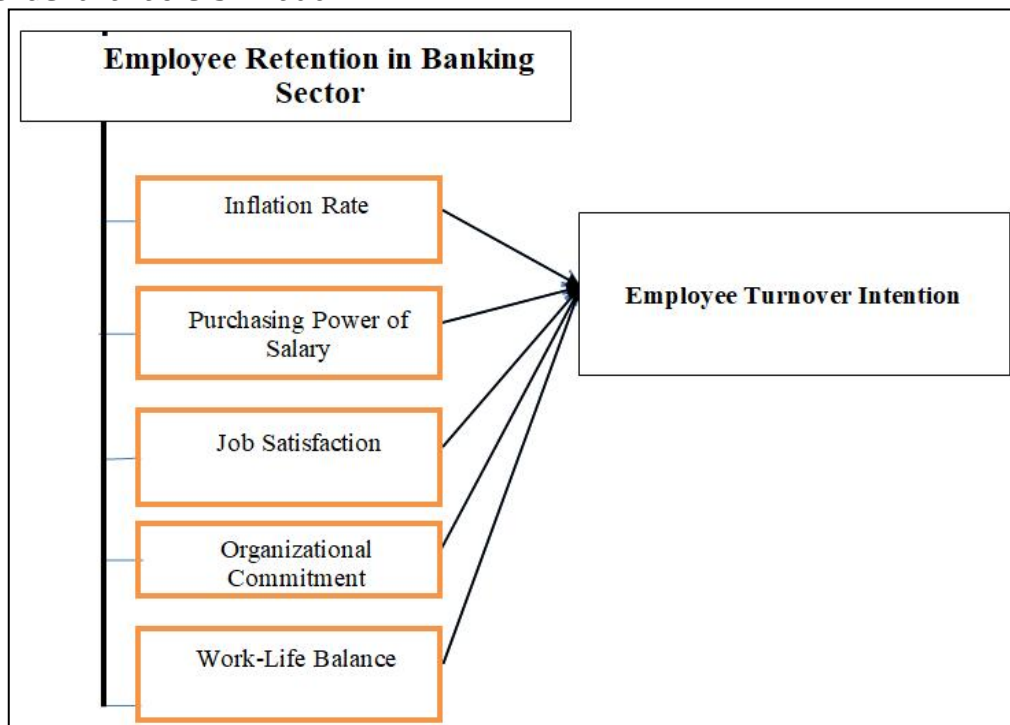 Employee Retention in Banking
Sector
Inflation Rate
Purchasing Power of
Salary
Employee Turnover Intention
Job Satisfaction
Organizational
Commitment
Work-Life Balance